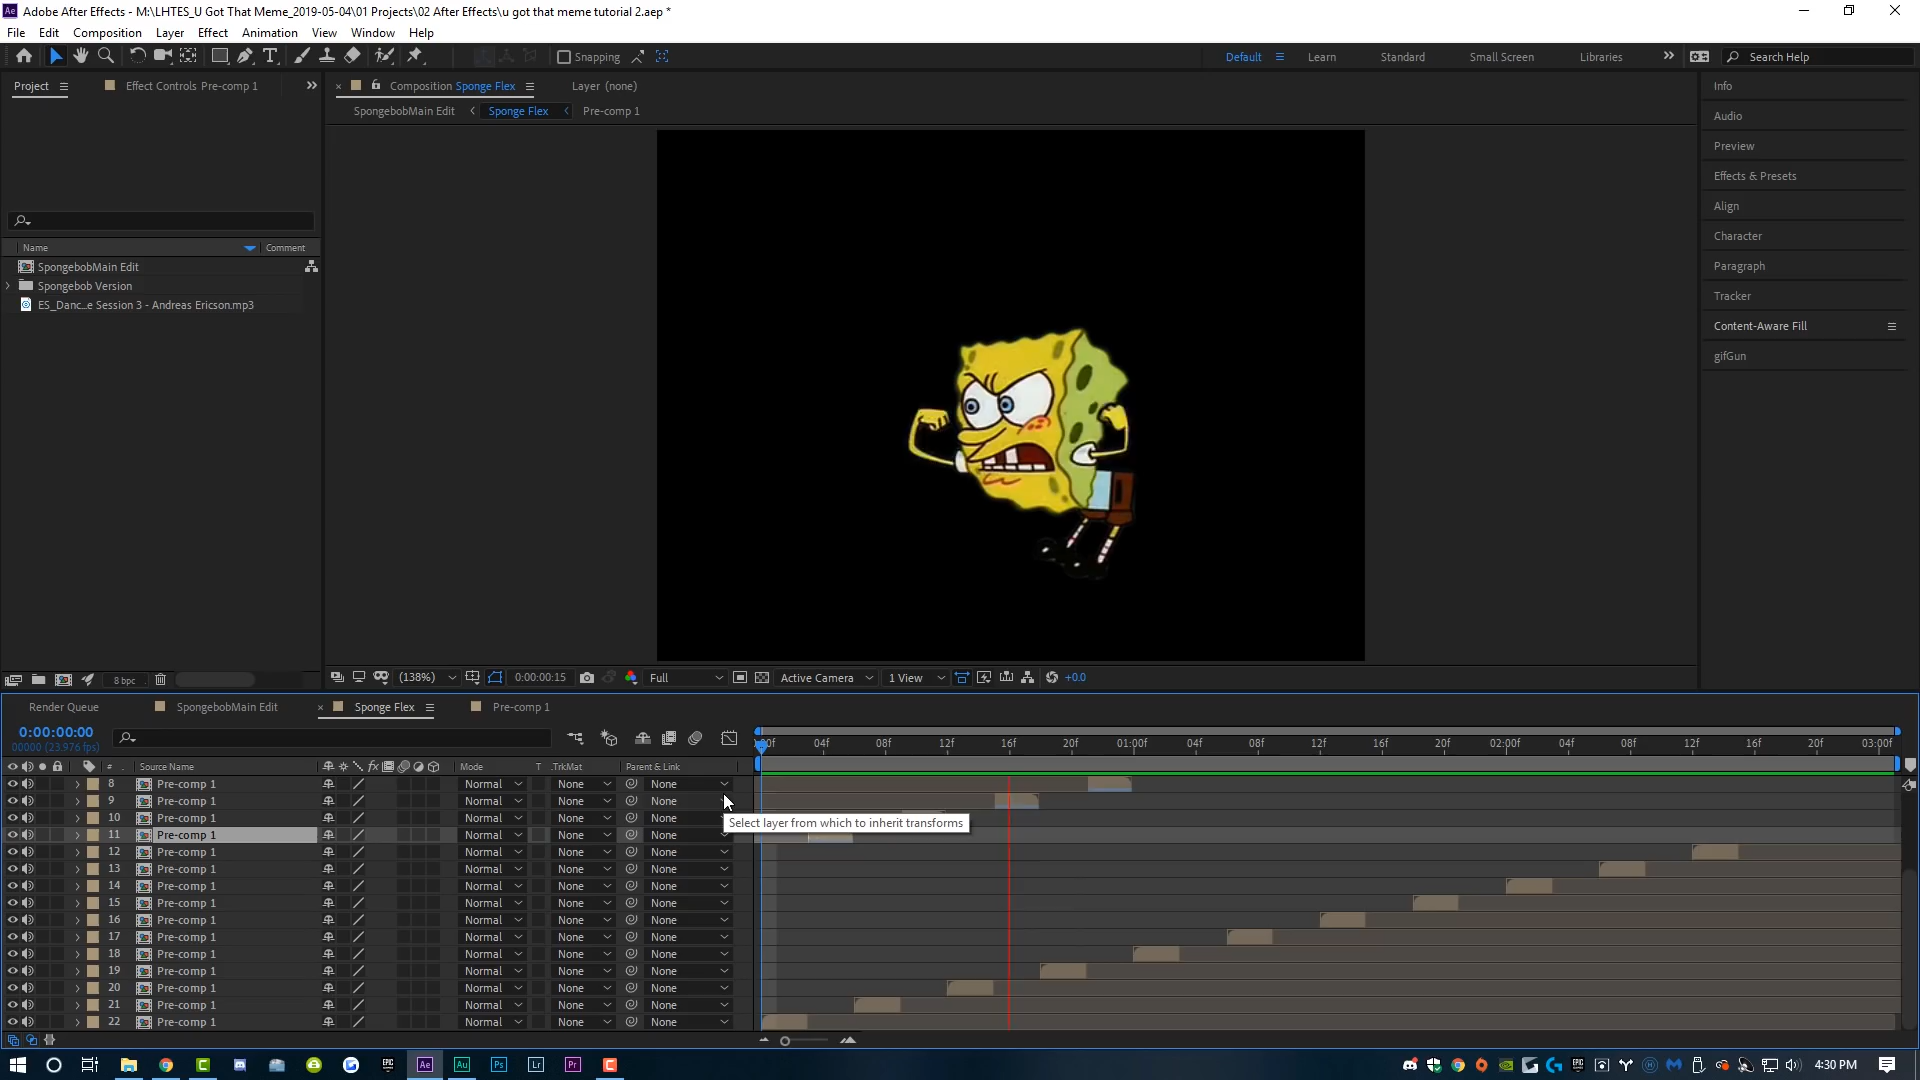 Ae Adobe After Effects - M:\LHTES_U Got That Meme_2019-05-04\01 Projects\02 After Effects\u got that meme tutorial 2.aep *
File Edit Composition Layer Effect Animation View Window Help
Snapping Default Learn Standard Small Screen Libraries Search Help
Project Effect Controls Pre-comp 1 Composition Sponge Flex Layer (none)
SpongebobMain Edit Sponge Flex Pre-comp 1
Name Comment
SpongebobMain Edit
Spongebob Version
ES_Danc...e Session 3 - Andreas Ericson.mp3
Info
Audio
Preview
Effects & Presets
Align
Character
Paragraph
Tracker
Content-Aware Fill
gifGun
8 bpc (138%) 0:00:00:15 Full Active Camera 1 View +0.0
Render Queue SpongebobMain Edit Sponge Flex Pre-comp 1
0:00:00:00
00000 (23.976 fps)
04f 08f 12f 16f 20f 01:00f 04f 08f 12f 16f 20f 02:00f 04f 08f 12f 16f 20f 03:00f
# Source Name fx Mode T .TrkMat Parent & Link
8 Pre-comp 1 Normal None None
9 Pre-comp 1 Normal None None
10 Pre-comp 1 Normal None None
Select layer from which to inherit transforms
11 Pre-comp 1 Normal None None
12 Pre-comp 1 Normal None None
13 Pre-comp 1 Normal None None
14 Pre-comp 1 Normal None None
15 Pre-comp 1 Normal None None
16 Pre-comp 1 Normal None None
17 Pre-comp 1 Normal None None
18 Pre-comp 1 Normal None None
19 Pre-comp 1 Normal None None
20 Pre-comp 1 Normal None None
21 Pre-comp 1 Normal None None
22 Pre-comp 1 Normal None None
Ae Au Ps Lr Pr 4:30 PM